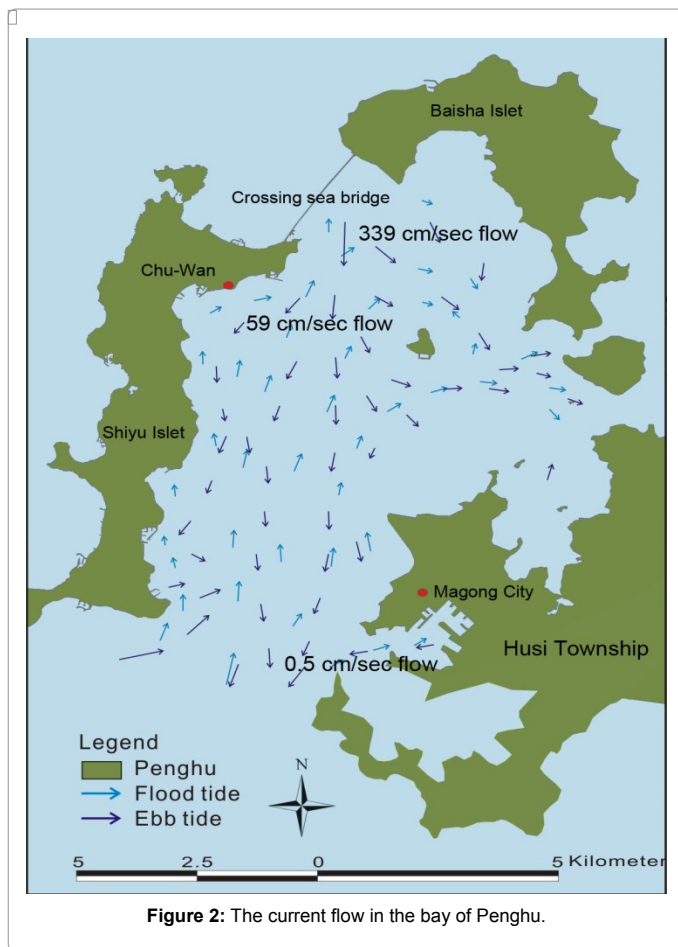 Baisha Islet
Crossing sea bridge
339 cm/sec flow
Chu-Wan
59 cm/sec flow
Shiyu Islet
Magong City
Husi Township
0.5 cm/sec flow
Legend
Penghu
Flood tide
Ebb tide
N
5 2.5 0 5 Kilometer
Figure 2: The current flow in the bay of Penghu.